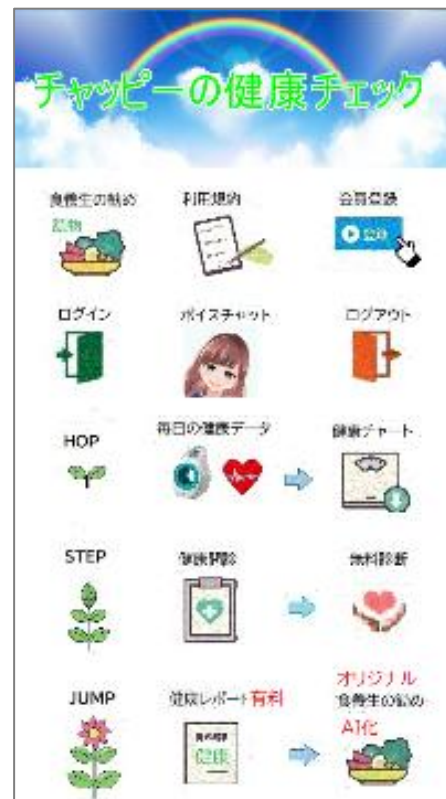 チャッピーの健康チェック
食養生の勧め
利用規約
会員登録
登録
ログイン
ボイスチャット
ログアウト
HOP
毎日の健康データ
健康チャート
STEP
健康問診
無料診断
JUMP
健康レポート有料
オリジナル
食養生の勧め
AI化
健康